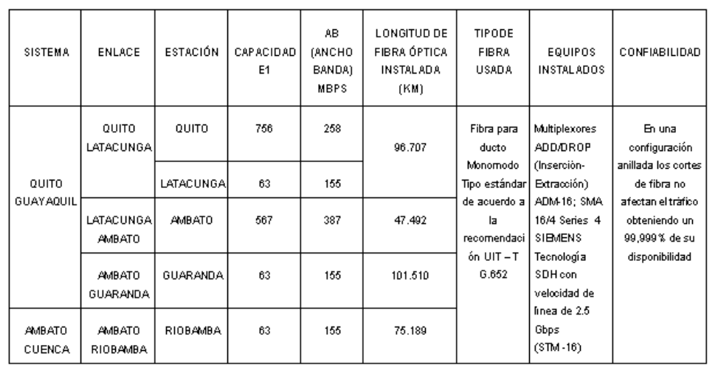 SISTEMA
ENLACE
ESTACIÓN
CAPACIDAD
E1
AB
(ANCHO
BANDA)
MBPS
LONGITUD DE
FIBRA ÓPTICA
INSTALADA
(KM)
TIPODE
FIBRA
USADA
EQUIPOS
INSTALADOS
CONFIABILIDAD
QUITO
GUAYAQUIL
QUITO
LATACUNGA
QUITO
756
258
96.707
LATACUNGA
63
155
LATACUNGA
AMBATO
AMBATO
567
387
47.492
AMBATO
GUARANDA
GUARANDA
63
155
101.510
AMBATO
CUENCA
AMBATO
RIOBAMBA
RIOBAMBA
63
155
75.189
Fibra para
ducto
Monomodo
Tipo estándar
de acuerdo a
la
recomendaci
ón UIT – T
G.652
Multiplexores
ADD/DROP
(Inserción-
Extracción)
ADM-16; SMA
16/4 Series 4
SIEMENS
Tecnología
SDH con
velocidad de
línea de 2.5
Gbps
(STM -16)
En una
configuración
anillada los cortes
de fibra no
afectan el tráfico
obteniendo un
99,999% de su
disponibilidad